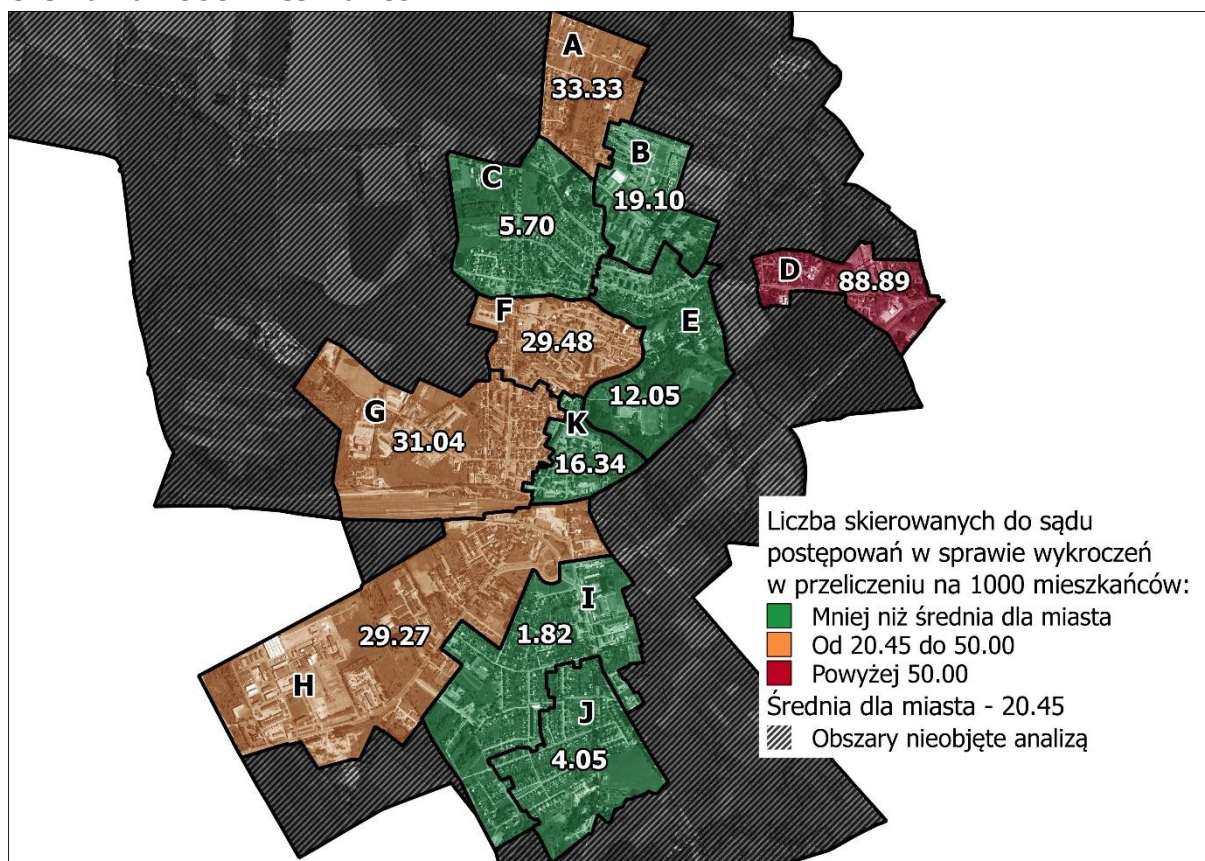 A
33.33
B
19.10
C
5.70
D
88.89
F
29.48
E
12.05
G
31.04
K
16.34
I
1.82
H
29.27
J
4.05
Liczba skierowanych do sądu
postępowań w sprawie wykroczeń
w przeliczeniu na 1000 mieszkańców:
Mniej niż średnia dla miasta
Od 20.45 do 50.00
Powyżej 50.00
Średnia dla miasta - 20.45
Obszary nieobjęte analizą